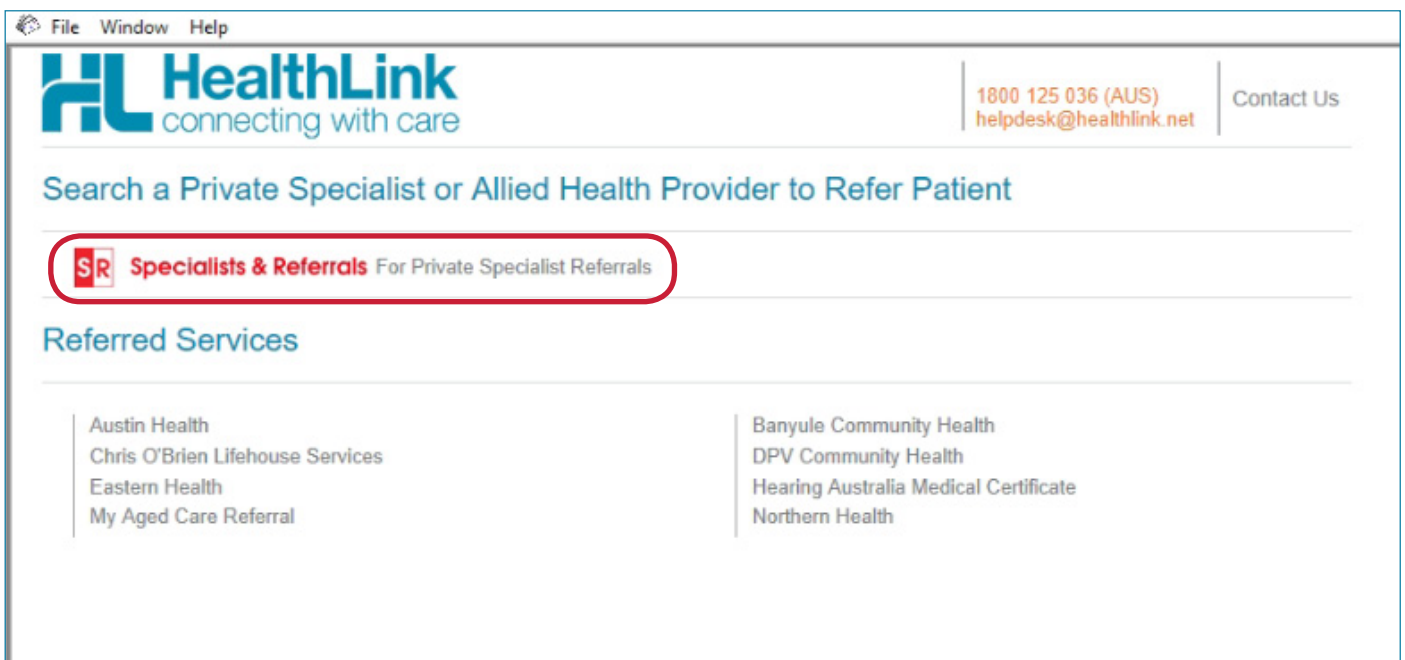 File Window Help
HL HealthLink
connecting with care
1800 125 036 (AUS)
helpdesk@healthlink.net
Contact Us
Search a Private Specialist or Allied Health Provider to Refer Patient
SR Specialists & Referrals For Private Specialist Referrals
Referred Services
Austin Health
Chris O'Brien Lifehouse Services
Eastern Health
My Aged Care Referral
Banyule Community Health
DPV Community Health
Hearing Australia Medical Certificate
Northern Health